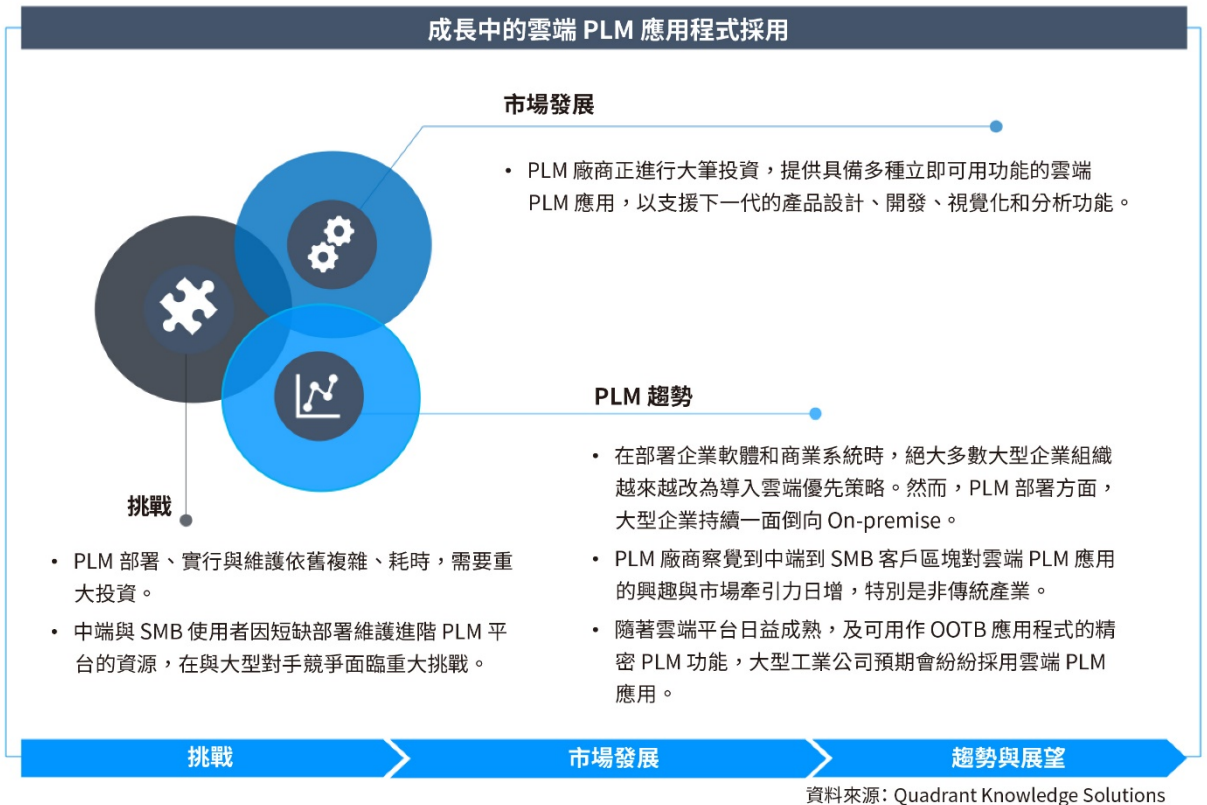 成長中的雲端 PLM 應用程式採用
市場發展
• PLM 廠商正進行大筆投資，提供具備多種立即可用功能的雲端
PLM 應用，以支援下一代的產品設計、開發、視覺化和分析功能。
PLM 趨勢
• 在部署企業軟體和商業系統時，絕大多數大型企業組織
越來越改為導入雲端優先策略。然而，PLM 部署方面，
大型企業持續一面倒向 On-premise。
• PLM 廠商察覺到中端到 SMB 客戶區塊對雲端 PLM 應用
的興趣與市場牽引力日增，特別是非傳統產業。
• 隨著雲端平台日益成熟，及可用作 OOTB 應用程式的精
密 PLM 功能，大型工業公司預期會紛紛採用雲端 PLM
應用。
挑戰
• PLM 部署、實行與維護依舊複雜、耗時，需要重
大投資。
• 中端與 SMB 使用者因短缺部署維護進階 PLM 平
台的資源，在與大型對手競爭面臨重大挑戰。
挑戰
市場發展
趨勢與展望
資料來源：Quadrant Knowledge Solutions